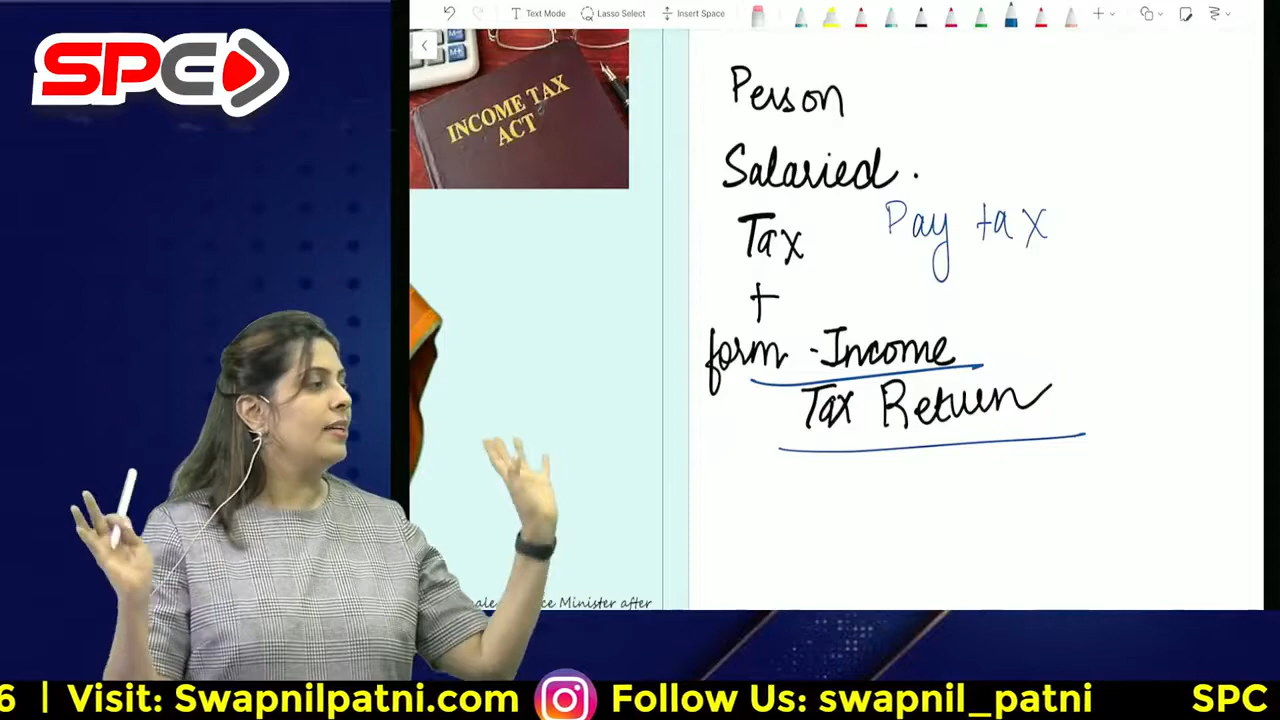 SPC
Text Mode
Lasso Select
Insert Space
M-
M+
INCOME TAX
ACT
Person
Salaried.
Tax Pay tax
+
form - Income
Tax Return
Minister after
6 | Visit: Swapnilpatni.com Follow Us: swapnil_patni SPC